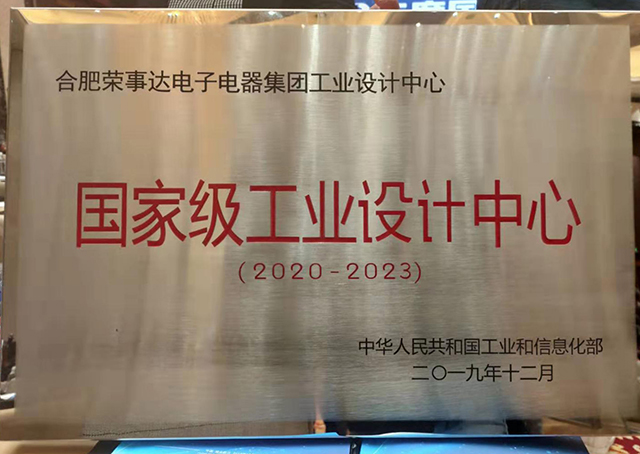 合肥荣事达电子电器集团工业设计中心
国家级工业设计中心
(2020-2023)
中华人民共和国工业和信息化部
二〇一九年十二月